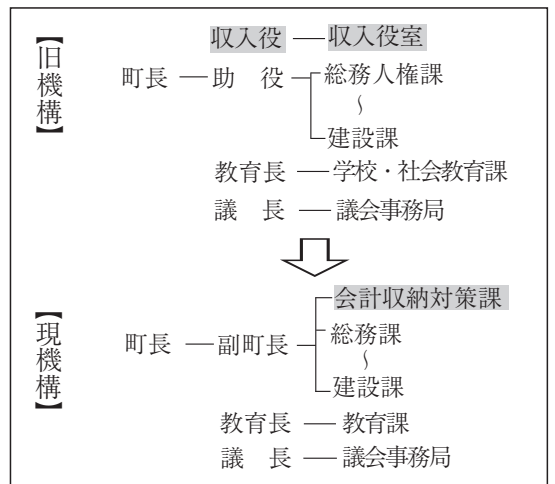 【旧機構】
収入役 収入役室
町長 助 役 総務人権課
〜
建設課
教育長 学校・社会教育課
議 長 議会事務局
【現機構】
会計収納対策課
町長 副町長 総務課
〜
建設課
教育長 教育課
議 長 議会事務局